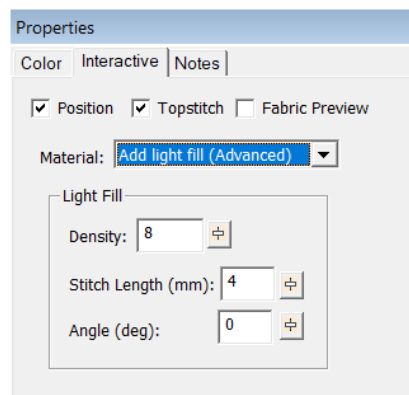 Properties
Color Interactive Notes
Position Topstitch Fabric Preview
Material: Add light fill (Advanced)
Light Fill
Density: 8
Stitch Length (mm): 4
Angle (deg): 0